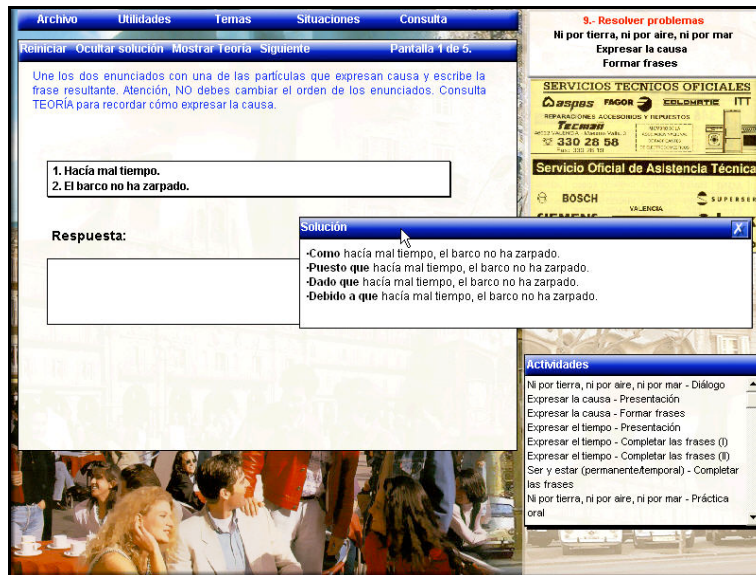 Archivo Utilidades Temas Situaciones Consulta
Reiniciar Ocultar solución Mostrar Teoría Siguiente Pantalla 1 de 5.
Une los dos enunciados con una de las partículas que expresan causa y escribe la
frase resultante. Atención, NO debes cambiar el orden de los enunciados. Consulta
TEORÍA para recordar cómo expresar la causa.
1. Hacía mal tiempo.
2. El barco no ha zarpado.
Respuesta:
Solución
·Como hacía mal tiempo, el barco no ha zarpado.
·Puesto que hacía mal tiempo, el barco no ha zarpado.
·Dado que hacía mal tiempo, el barco no ha zarpado.
·Debido a que hacía mal tiempo, el barco no ha zarpado.
9.- Resolver problemas
Ni por tierra, ni por aire, ni por mar
Expresar la causa
Formar frases
SERVICIOS TECNICOS OFICIALES
aspes FAGOR EDESA COLDMATIC ITT
REPARACIONES ACCESORIOS Y REPUESTOS
Tecman
330 28 58
Servicio Oficial de Asistencia Técnica
BOSCH
VALENCIA
SIEMENS
Actividades
Ni por tierra, ni por aire, ni por mar - Diálogo
Expresar la causa - Presentación
Expresar la causa - Formar frases
Expresar el tiempo - Presentación
Expresar el tiempo - Completar las frases (I)
Expresar el tiempo - Completar las frases (II)
Ser y estar (permanente/temporal) - Completar
las frases
Ni por tierra, ni por aire, ni por mar - Práctica
oral